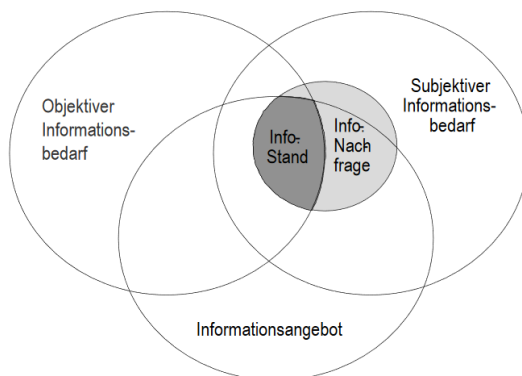 Objektiver
Informations-
bedarf
Subjektiver
Informations-
bedarf
Info-
Stand
Info-
Nach
frage
Informationsangebot